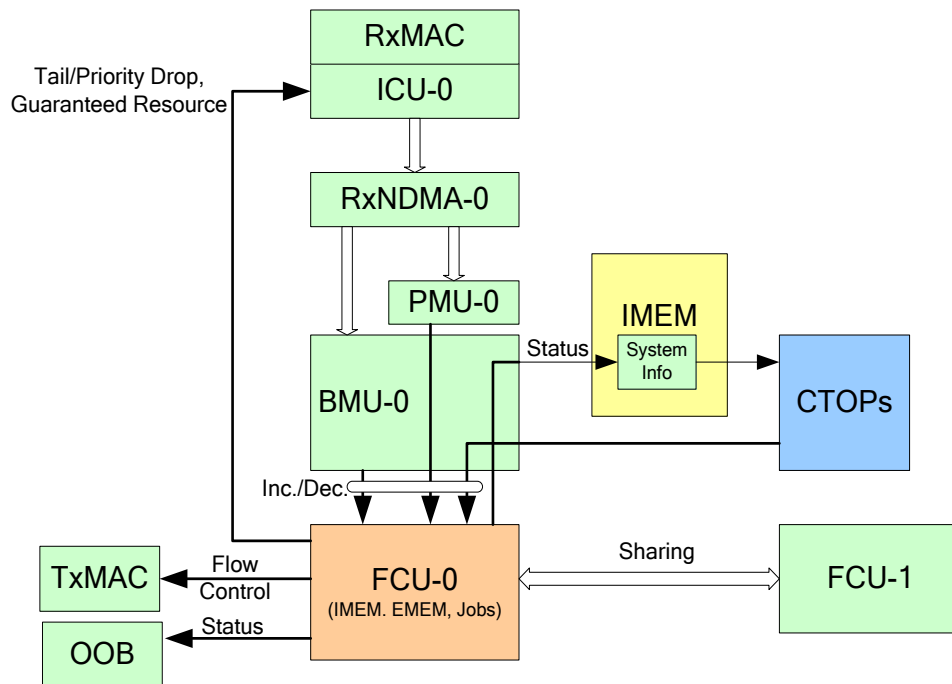 RxMAC
Tail/Priority Drop,
Guaranteed Resource
ICU-0
RxNDMA-0
PMU-0
IMEM
Status
System
Info
BMU-0
CTOPs
Inc./Dec.
TxMAC
Flow
Control
FCU-0
(IMEM. EMEM, Jobs)
Sharing
FCU-1
OOB
Status